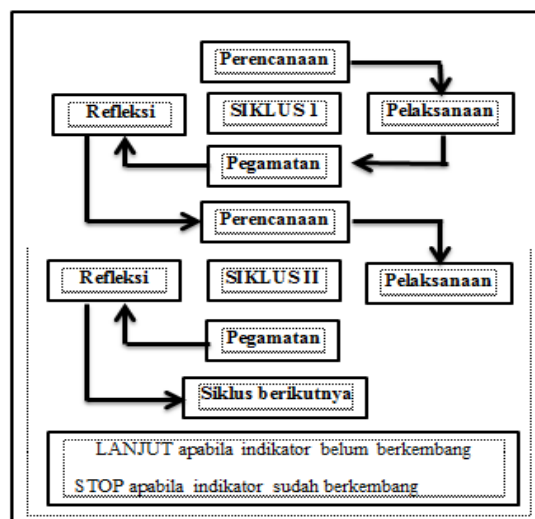 Perencanaan
Refleksi
SIKLUS 1
Pelaksanaan
Pegamatan
Perencanaan
Refleksi
SIKLUS II
Pelaksanaan
Pegamatan
Siklus berikutnya
LANJUT apabila indikator belum berkembang
STOP apabila indikator sudah berkembang